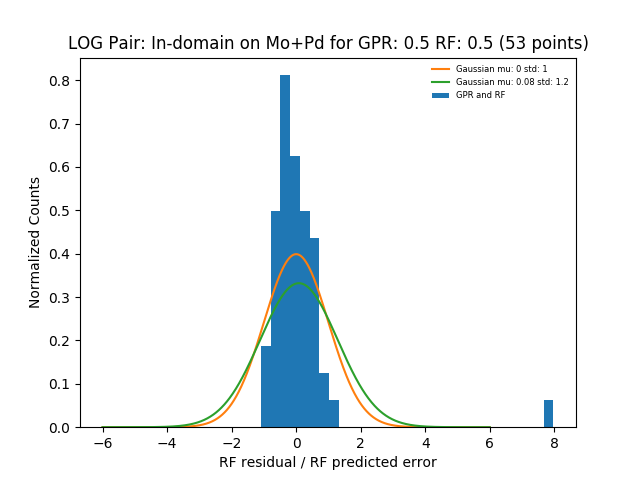 LOG Pair: In-domain on Mo+Pd for GPR: 0.5 RF: 0.5 (53 points)
Gaussian mu: 0 std: 1
Gaussian mu: 0.08 std: 1.2
GPR and RF
Normalized Counts
0.8
0.7
0.6
0.5
0.4
0.3
0.2
0.1
0.0
−6 −4 −2 0 2 4 6 8
RF residual / RF predicted error